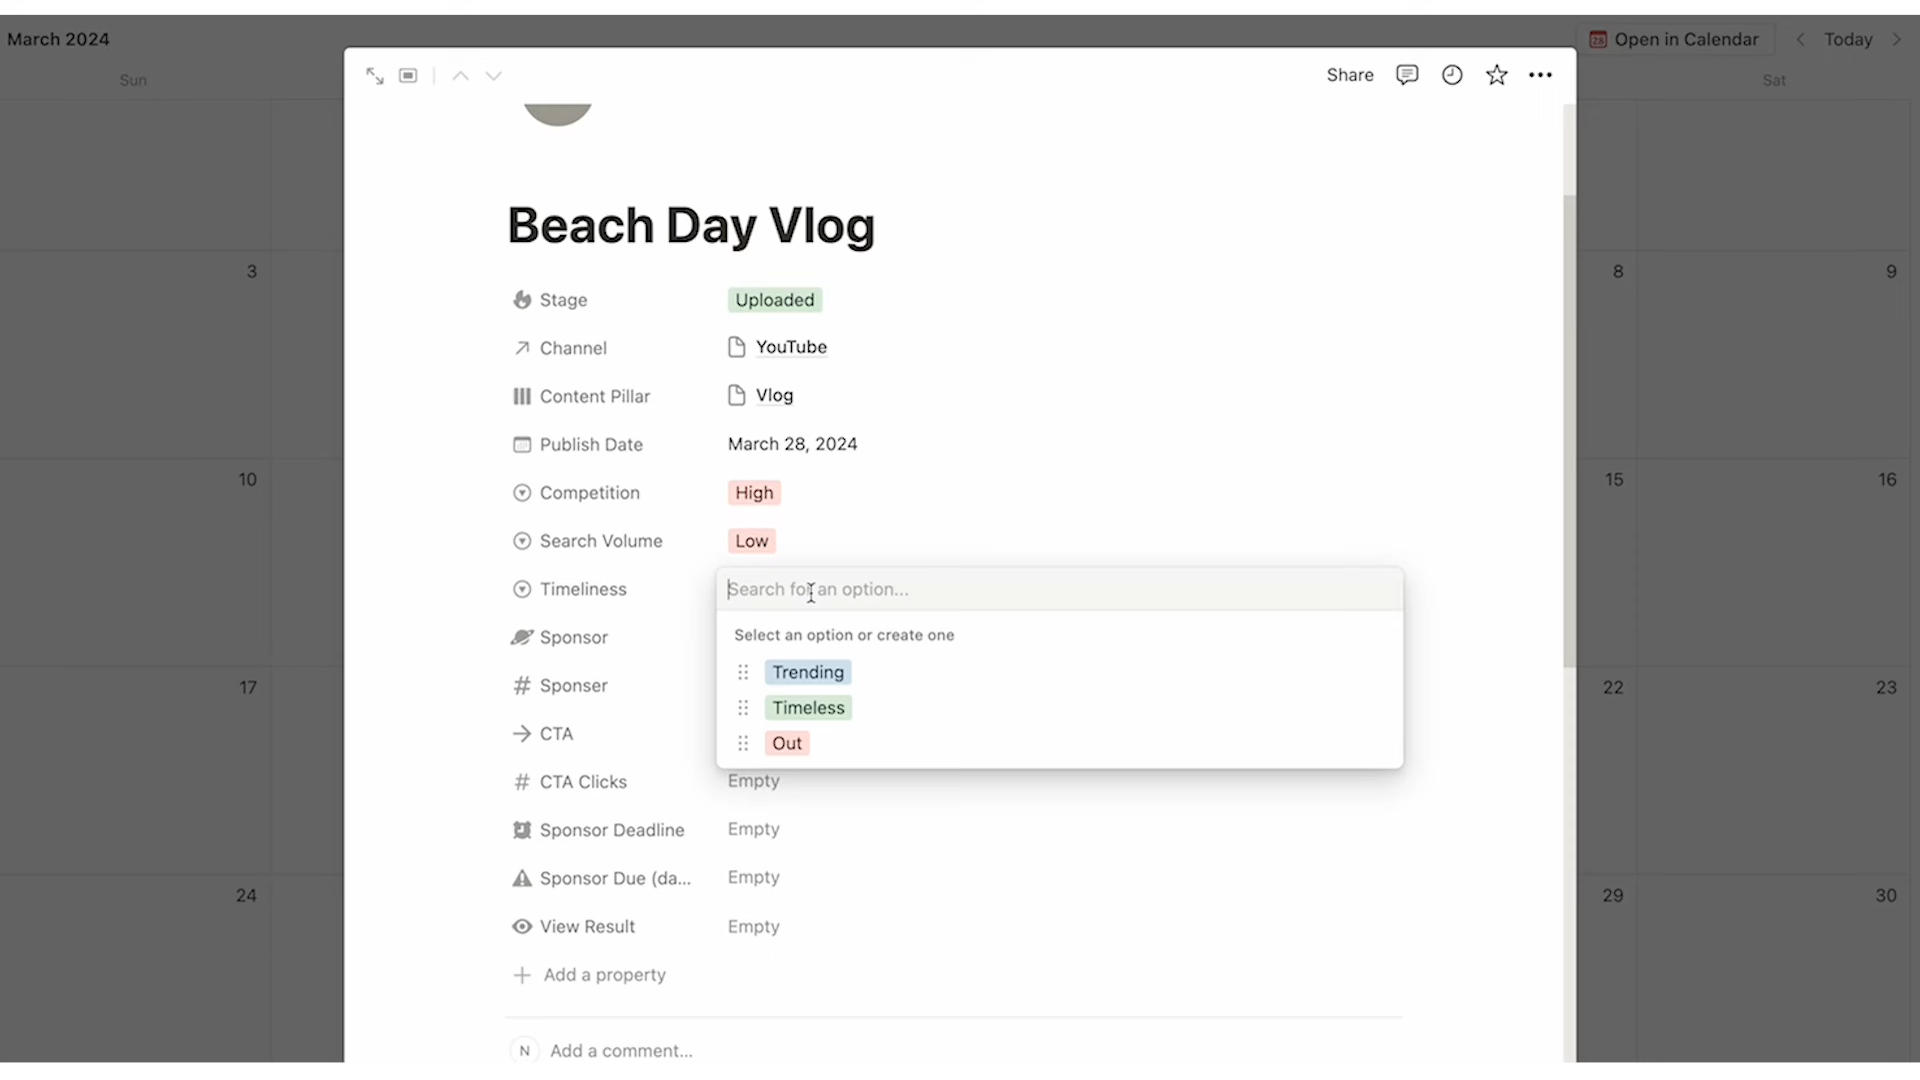 March 2024
28
Open in Calendar
Today
Sun
Sat
Share
Beach Day Vlog
Stage
Uploaded
Channel
YouTube
Content Pillar
Vlog
Publish Date
March 28, 2024
Competition
High
Search Volume
Low
Timeliness
Search for an option...
Select an option or create one
Sponsor
Trending
# Sponser
Timeless
CTA
Out
# CTA Clicks
Empty
Sponsor Deadline
Empty
Sponsor Due (da...
Empty
View Result
Empty
+ Add a property
N
Add a comment...
3
8
9
10
15
16
17
22
23
24
29
30